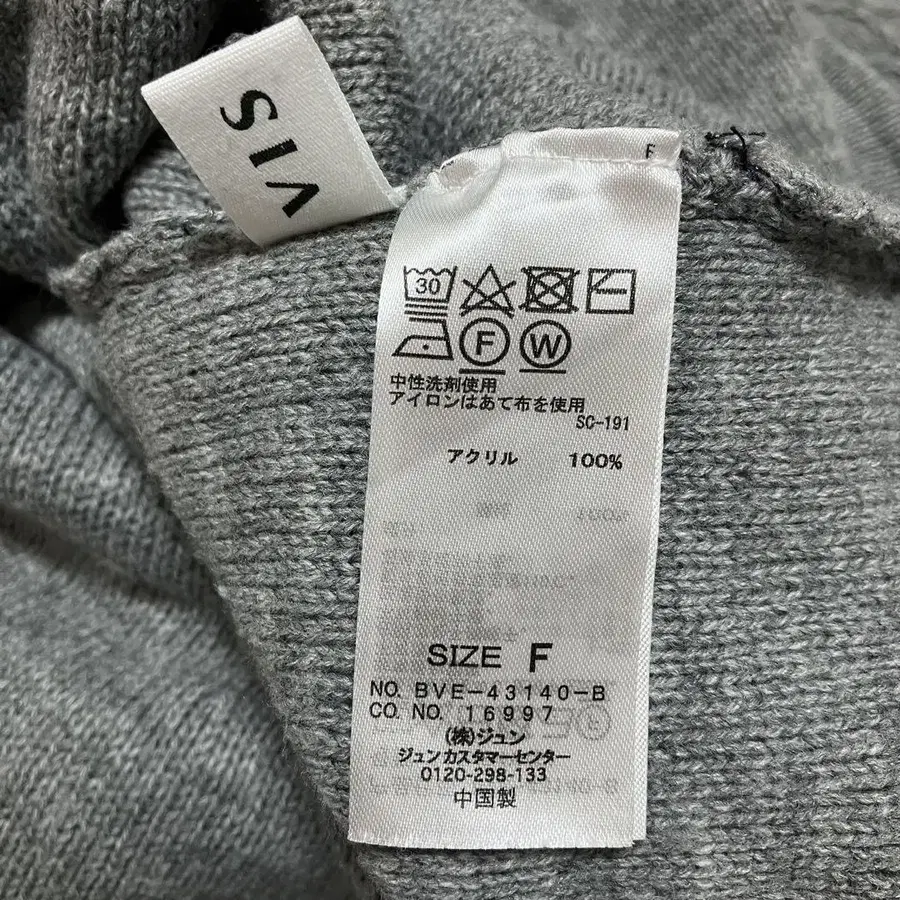 VIS
F
30
F W
中性洗剤使用
アイロンはあて布を使用
SC-191
アクリル 100%
SIZE F
NO. BVE-43140-B
CO. NO. 16997
(株)ジュン
ジュンカスタマーセンター
0120-298-133
中国製